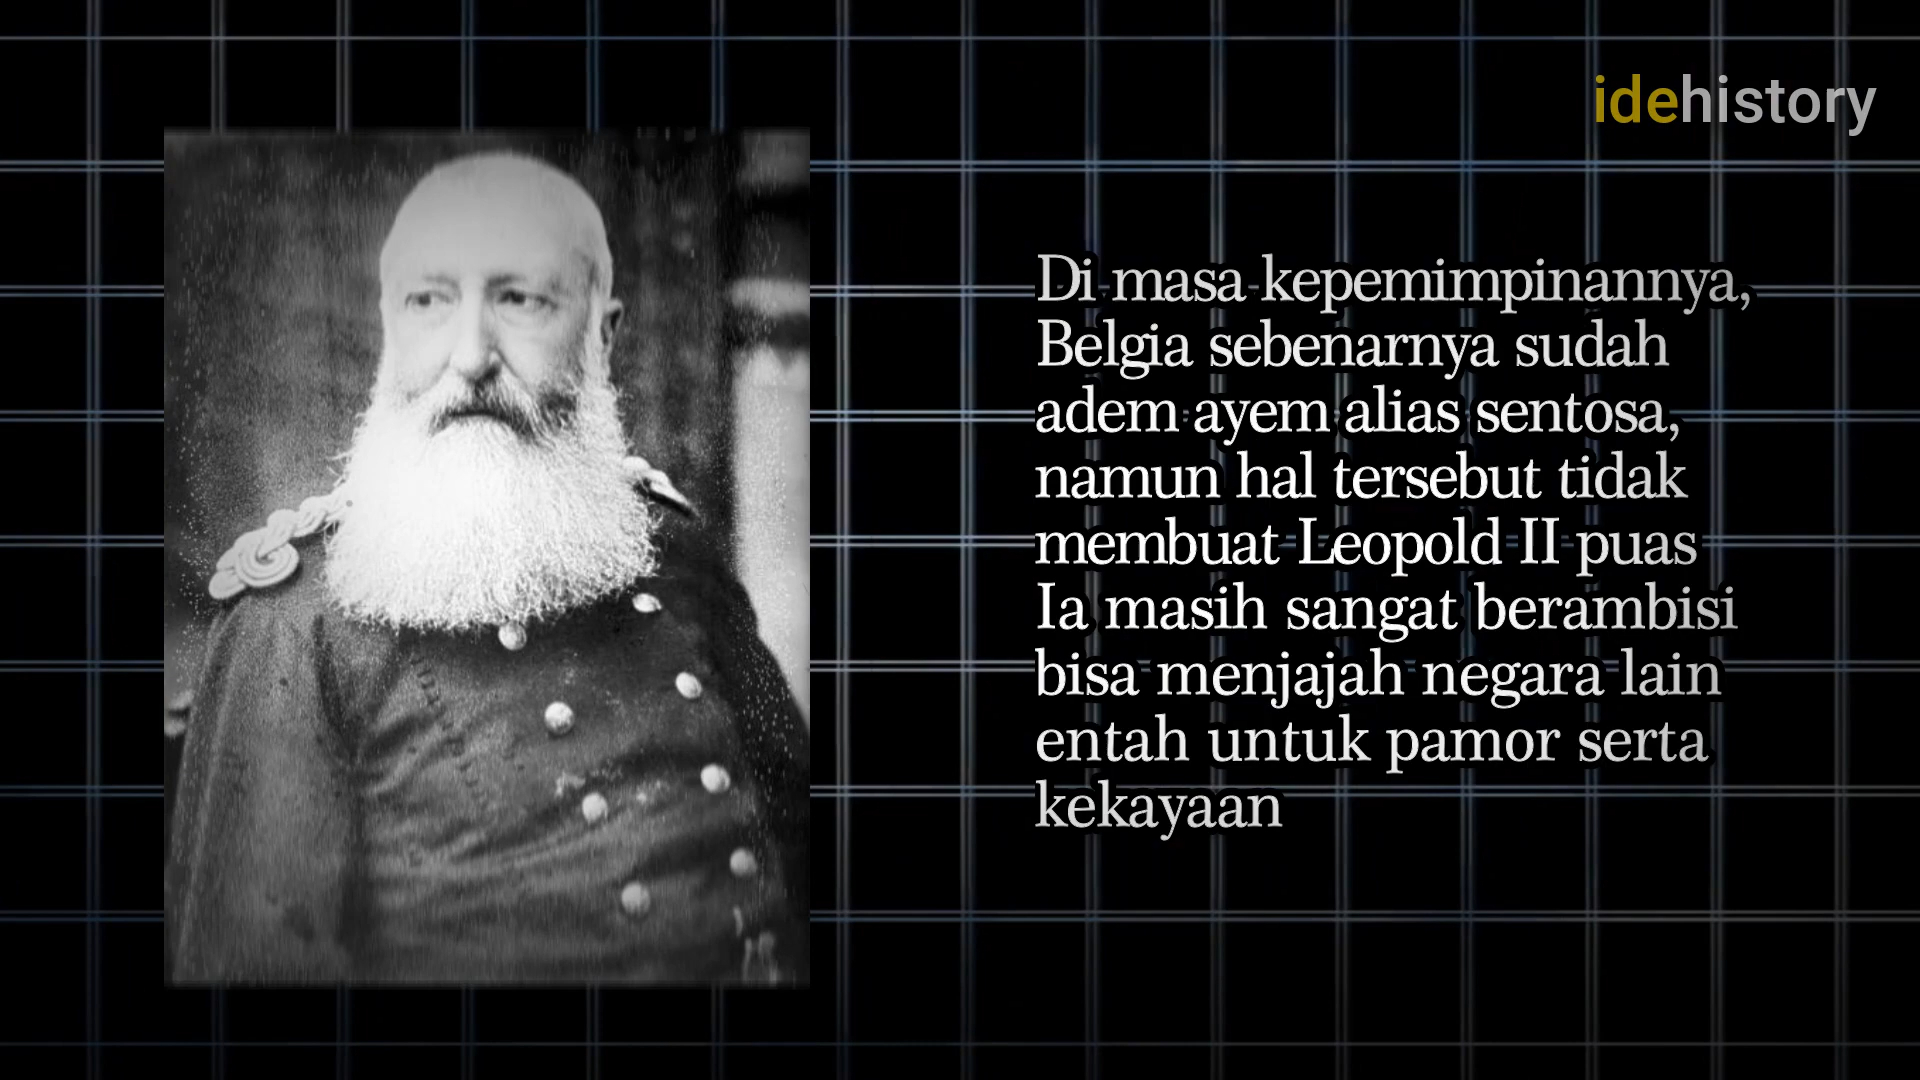 idehistory
Di masa kepemimpinannya,
Belgia sebenarnya sudah
adem ayem alias sentosa,
namun hal tersebut tidak
membuat Leopold II puas
Ia masih sangat berambisi
bisa menjajah negara lain
entah untuk pamor serta
kekayaan